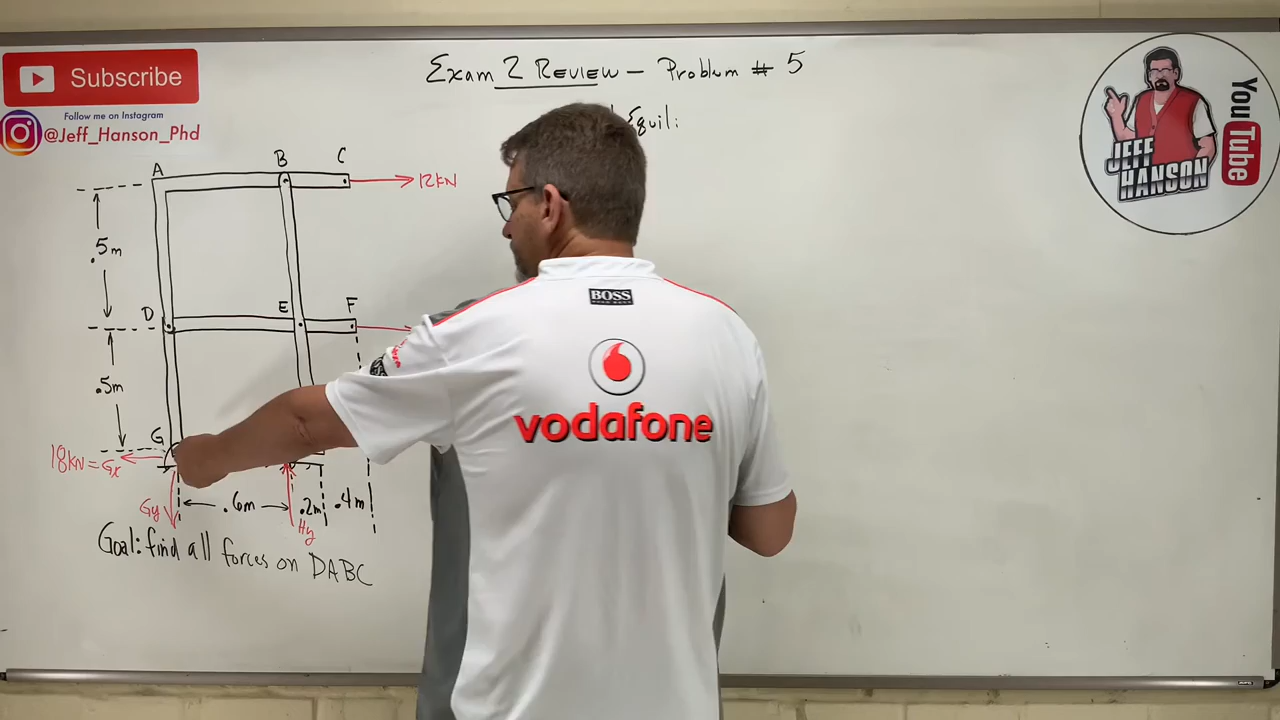 Subscribe
Follow me on Instagram
@Jeff_Hanson_Phd
Exam 2 REVIEW – Problem # 5
Equil:
A B C
12KN
.5m
D E F
.5m
G
18KN = Gx
Gy
.6m .2m .4m
Hy
Goal: find all forces on DABC
BOSS
vodafone
JEFF HANSON
YouTube